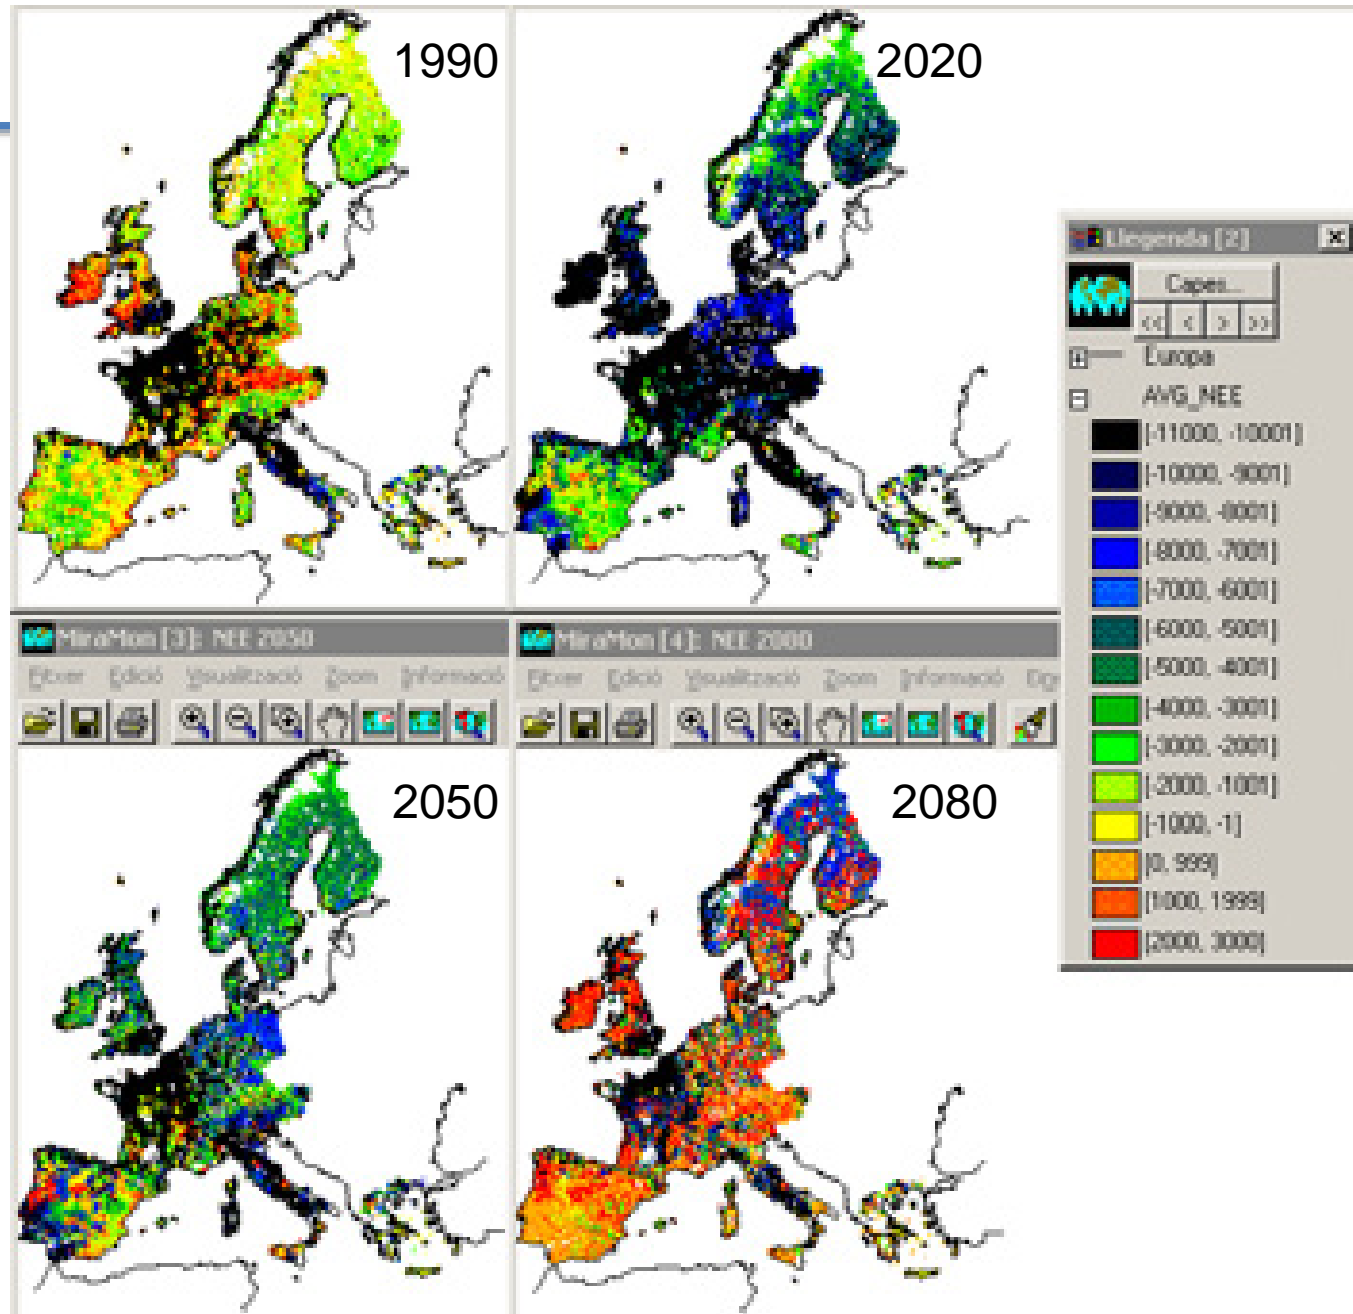 1990
2020
MiraMon [3]: NEE 2050
Fitxer Edició Visualització Zoom Informació
2050
MiraMon [4]: NEE 2080
Fitxer Edició Visualització Zoom Informació
2080
Llegenda [2]
Capes...
<< < > >>
Europa
AVG_NEE
[-11000, -10001]
[-10000, -9001]
[-9000, -8001]
[-8000, -7001]
[-7000, -6001]
[-6000, -5001]
[-5000, -4001]
[-4000, -3001]
[-3000, -2001]
[-2000, -1001]
[-1000, -1]
[0, 999]
[1000, 1999]
[2000, 3000]